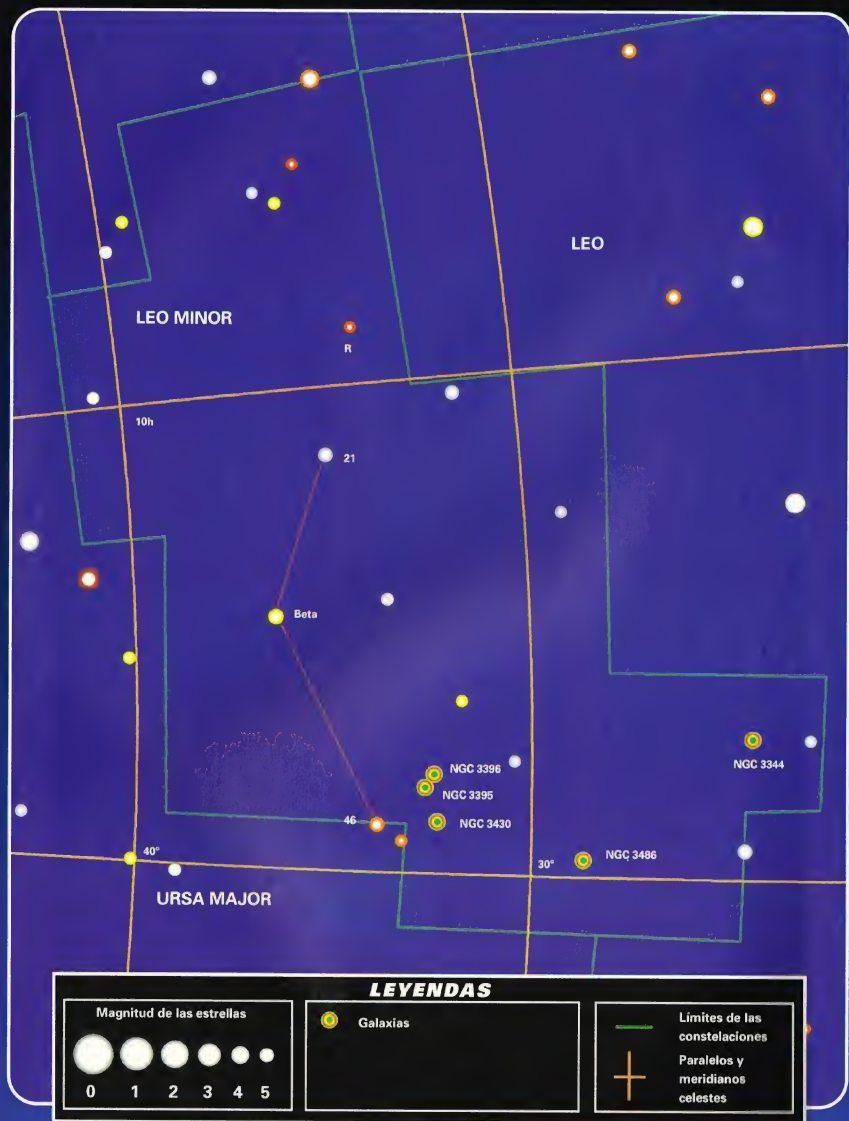 LEO
LEO MINOR
R
10h
21
Beta
NGC 3396
NGC 3344
NGC 3395
46
NGC 3430
40°
30°
NGC 3486
URSA MAJOR
LEYENDAS
Magnitud de las estrellas
0 1 2 3 4 5
Galaxias
Límites de las
constelaciones
Paralelos y
meridianos
celestes